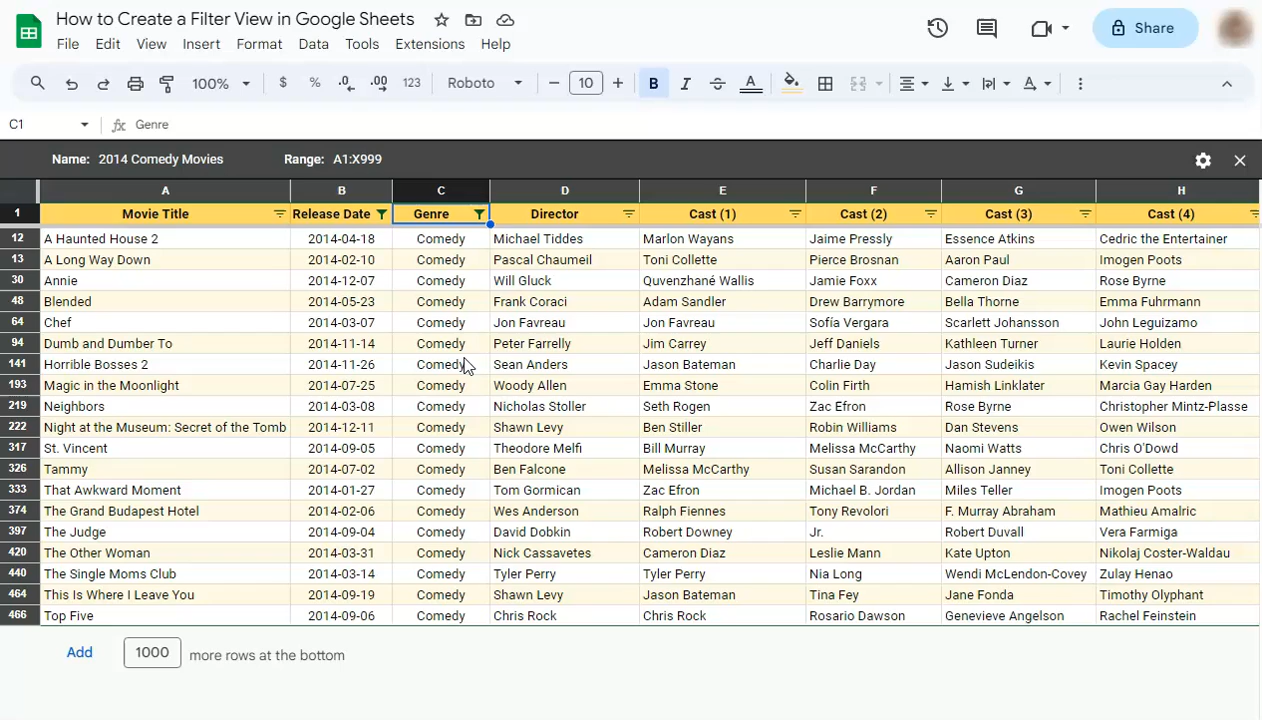 How to Create a Filter View in Google Sheets
File Edit View Insert Format Data Tools Extensions Help
Share
100% $ % .0 .00 123 Roboto 10 B I S A
C1 fx Genre
Name: 2014 Comedy Movies Range: A1:X999
A B C D E F G H
1 Movie Title Release Date Genre Director Cast (1) Cast (2) Cast (3) Cast (4)
12 A Haunted House 2 2014-04-18 Comedy Michael Tiddes Marlon Wayans Jaime Pressly Essence Atkins Cedric the Entertainer
13 A Long Way Down 2014-02-10 Comedy Pascal Chaumeil Toni Collette Pierce Brosnan Aaron Paul Imogen Poots
30 Annie 2014-12-07 Comedy Will Gluck Quvenzhané Wallis Jamie Foxx Cameron Diaz Rose Byrne
48 Blended 2014-05-23 Comedy Frank Coraci Adam Sandler Drew Barrymore Bella Thorne Emma Fuhrmann
64 Chef 2014-03-07 Comedy Jon Favreau Jon Favreau Sofía Vergara Scarlett Johansson John Leguizamo
94 Dumb and Dumber To 2014-11-14 Comedy Peter Farrelly Jim Carrey Jeff Daniels Kathleen Turner Laurie Holden
141 Horrible Bosses 2 2014-11-26 Comedy Sean Anders Jason Bateman Charlie Day Jason Sudeikis Kevin Spacey
193 Magic in the Moonlight 2014-07-25 Comedy Woody Allen Emma Stone Colin Firth Hamish Linklater Marcia Gay Harden
219 Neighbors 2014-03-08 Comedy Nicholas Stoller Seth Rogen Zac Efron Rose Byrne Christopher Mintz-Plasse
222 Night at the Museum: Secret of the Tomb 2014-12-11 Comedy Shawn Levy Ben Stiller Robin Williams Dan Stevens Owen Wilson
317 St. Vincent 2014-09-05 Comedy Theodore Melfi Bill Murray Melissa McCarthy Naomi Watts Chris O'Dowd
326 Tammy 2014-07-02 Comedy Ben Falcone Melissa McCarthy Susan Sarandon Allison Janney Toni Collette
333 That Awkward Moment 2014-01-27 Comedy Tom Gormican Zac Efron Michael B. Jordan Miles Teller Imogen Poots
374 The Grand Budapest Hotel 2014-02-06 Comedy Wes Anderson Ralph Fiennes Tony Revolori F. Murray Abraham Mathieu Amalric
397 The Judge 2014-09-04 Comedy David Dobkin Robert Downey Jr. Robert Duvall Vera Farmiga
420 The Other Woman 2014-03-31 Comedy Nick Cassavetes Cameron Diaz Leslie Mann Kate Upton Nikolaj Coster-Waldau
440 The Single Moms Club 2014-03-14 Comedy Tyler Perry Tyler Perry Nia Long Wendi McLendon-Covey Zulay Henao
464 This Is Where I Leave You 2014-09-19 Comedy Shawn Levy Jason Bateman Tina Fey Jane Fonda Timothy Olyphant
466 Top Five 2014-09-06 Comedy Chris Rock Chris Rock Rosario Dawson Genevieve Angelson Rachel Feinstein
Add 1000 more rows at the bottom